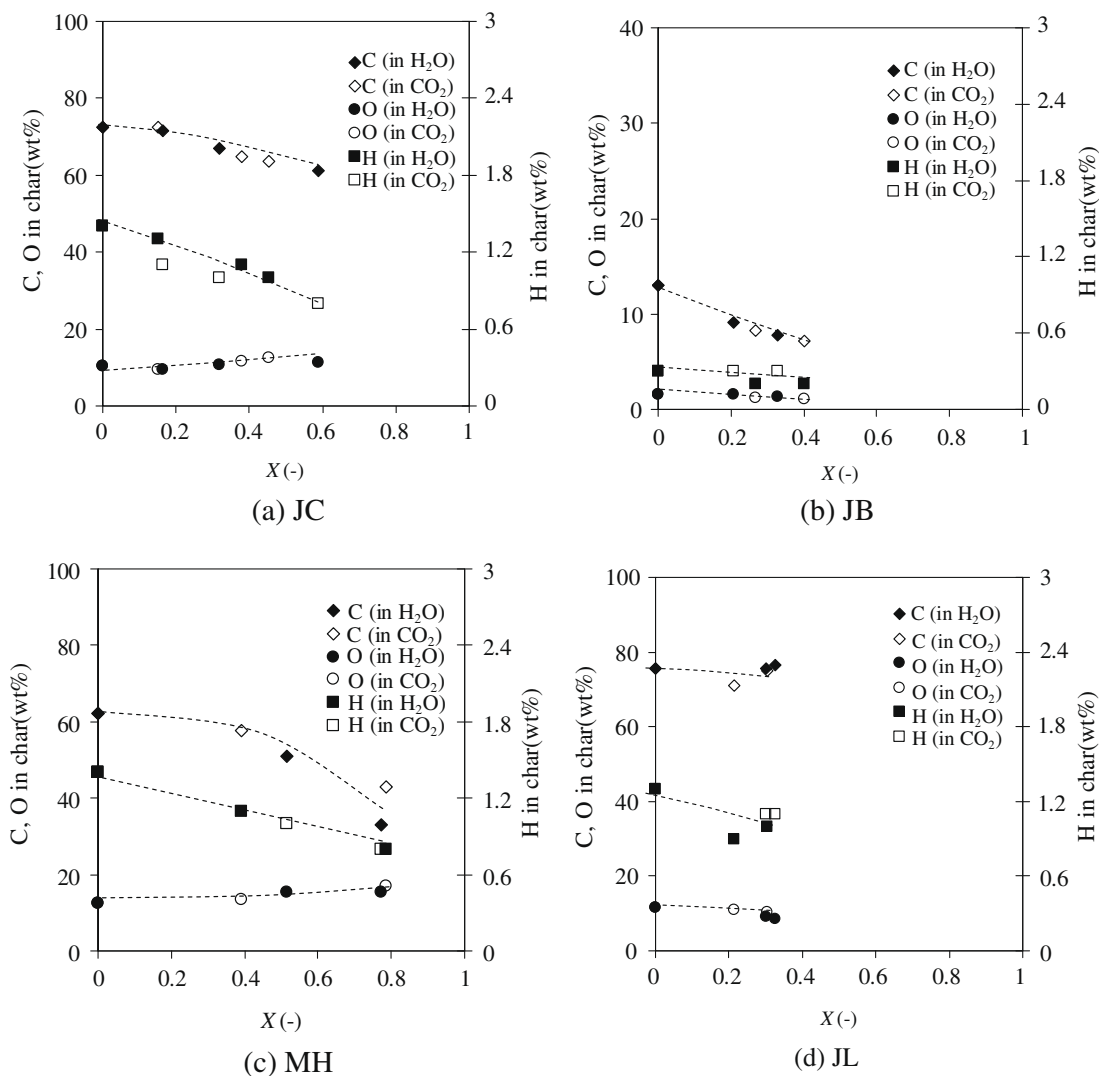 100
80
60
40
20
0
C, O in char(wt%)
3
2.4
1.8
1.2
0.6
0
H in char(wt%)
C (in H₂O)
C (in CO₂)
O (in H₂O)
O (in CO₂)
H (in H₂O)
H (in CO₂)
0 0.2 0.4 0.6 0.8 1
X (-)
(a) JC
40
30
20
10
0
C, O in char(wt%)
3
2.4
1.8
1.2
0.6
0
H in char(wt%)
C (in H₂O)
C (in CO₂)
O (in H₂O)
O (in CO₂)
H (in H₂O)
H (in CO₂)
0 0.2 0.4 0.6 0.8 1
X (-)
(b) JB
100
80
60
40
20
0
C, O in char(wt%)
3
2.4
1.8
1.2
0.6
0
H in char(wt%)
C (in H₂O)
C (in CO₂)
O (in H₂O)
O (in CO₂)
H (in H₂O)
H (in CO₂)
0 0.2 0.4 0.6 0.8 1
X (-)
(c) MH
100
80
60
40
20
0
C, O in char(wt%)
3
2.4
1.8
1.2
0.6
0
H in char(wt%)
C (in H₂O)
C (in CO₂)
O (in H₂O)
O (in CO₂)
H (in H₂O)
H (in CO₂)
0 0.2 0.4 0.6 0.8 1
X (-)
(d) JL